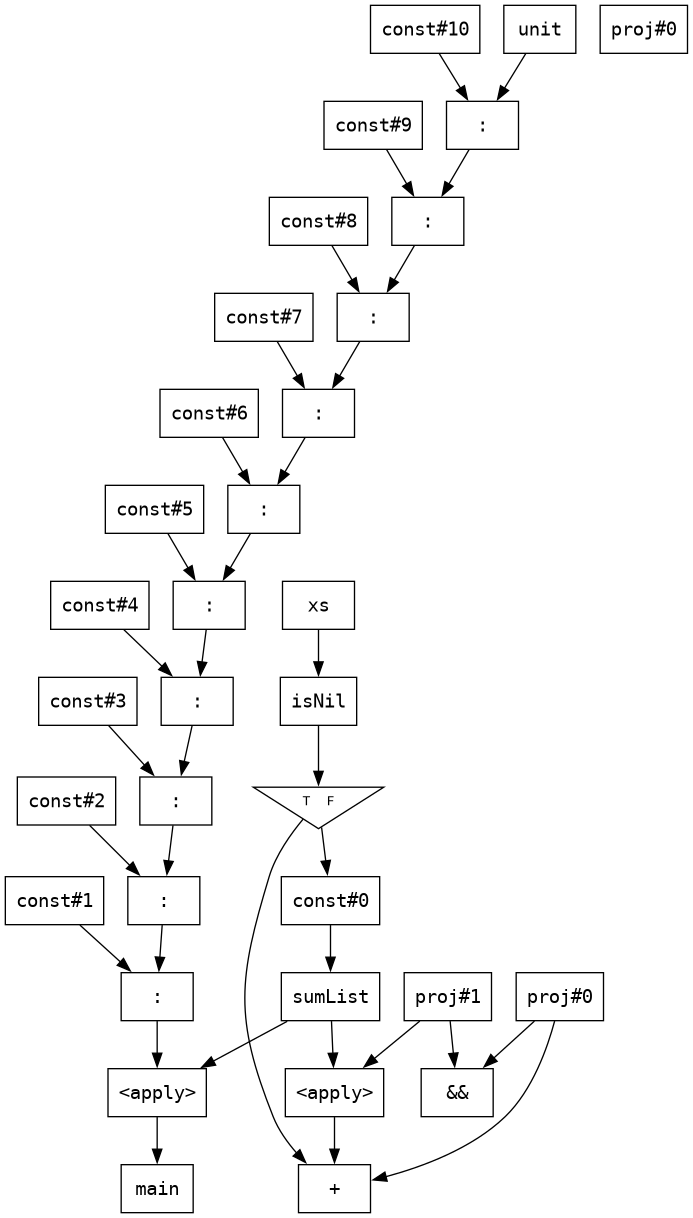 const#10 unit proj#0
const#9 :
const#8 :
const#7 :
const#6 :
const#5 :
const#4 : xs
const#3 : isNil
const#2 : T F
const#1 : const#0
: sumList proj#1 proj#0
<apply> <apply> &&
main +